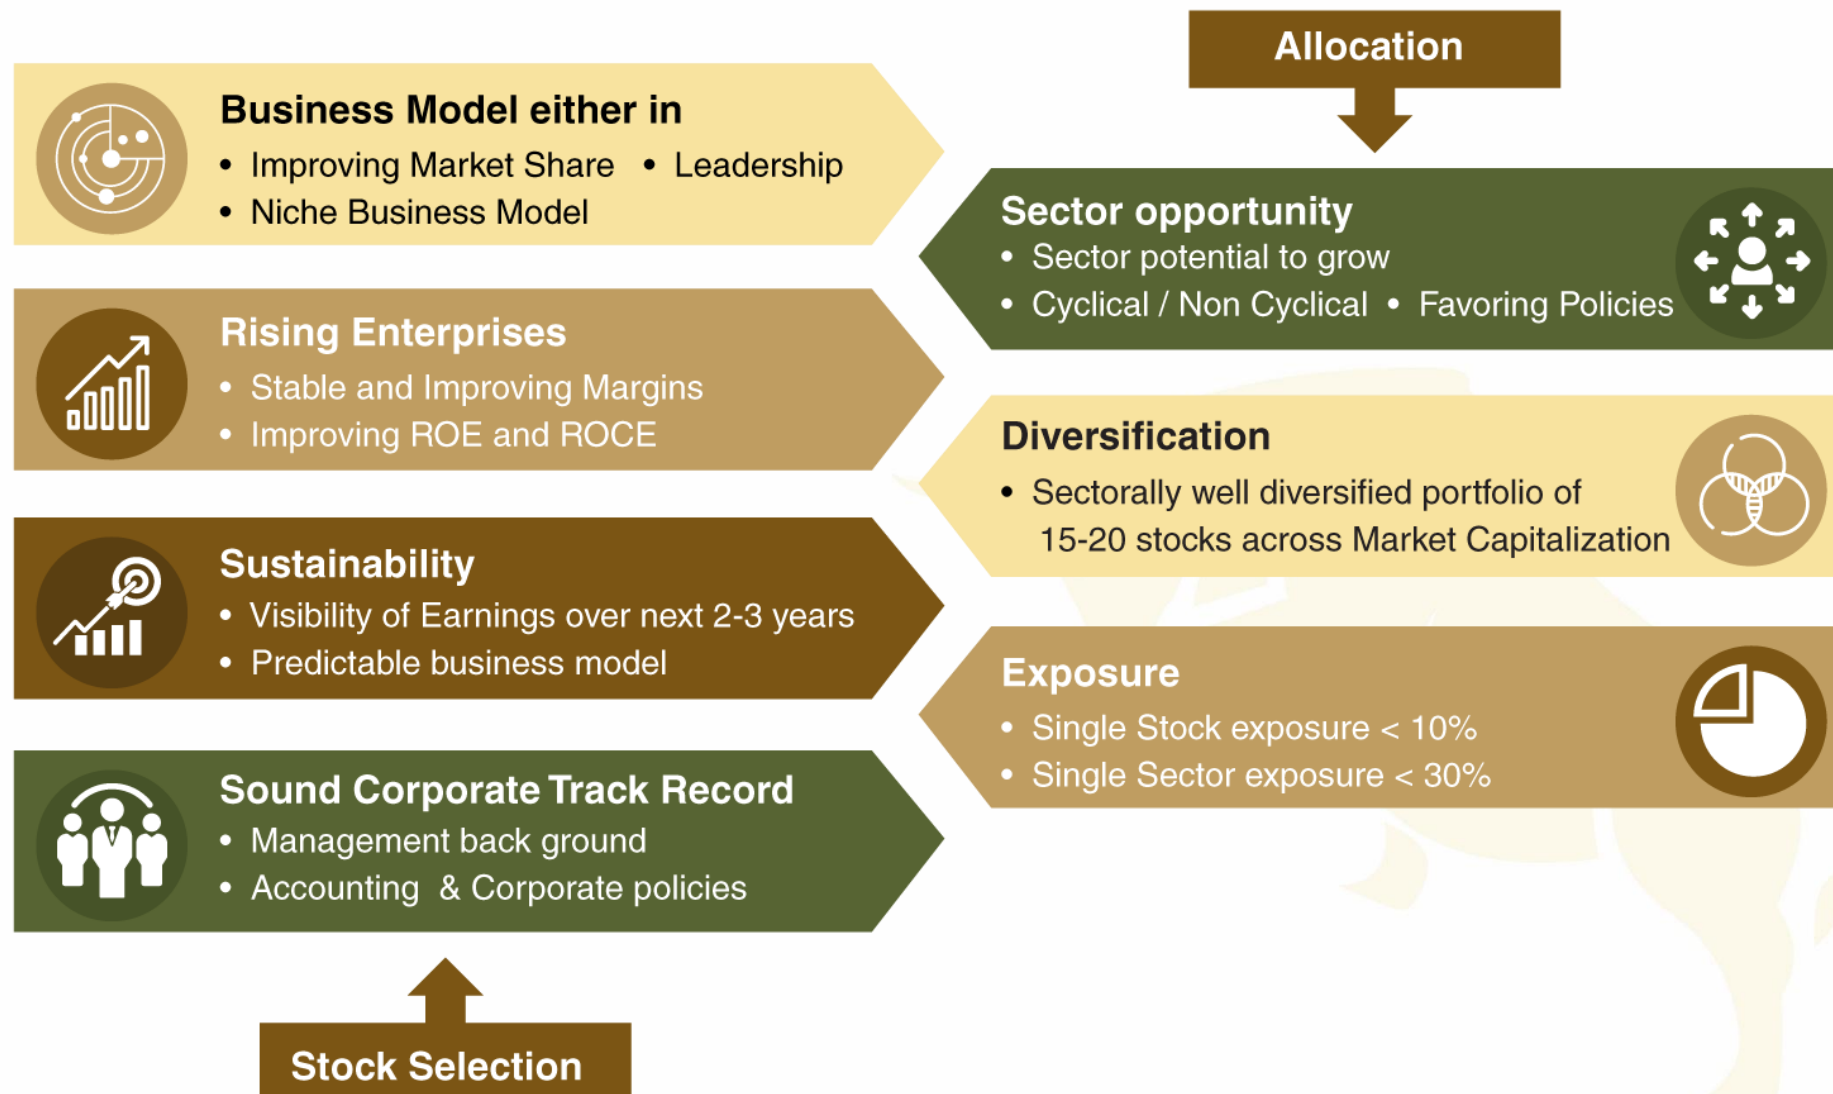 Business Model either in
• Improving Market Share • Leadership
• Niche Business Model
Rising Enterprises
• Stable and Improving Margins
• Improving ROE and ROCE
Sustainability
• Visibility of Earnings over next 2-3 years
• Predictable business model
Sound Corporate Track Record
• Management back ground
• Accounting & Corporate policies
Stock Selection
Allocation
Sector opportunity
• Sector potential to grow
• Cyclical / Non Cyclical • Favoring Policies
Diversification
• Sectorally well diversified portfolio of
15-20 stocks across Market Capitalization
Exposure
• Single Stock exposure < 10%
• Single Sector exposure < 30%